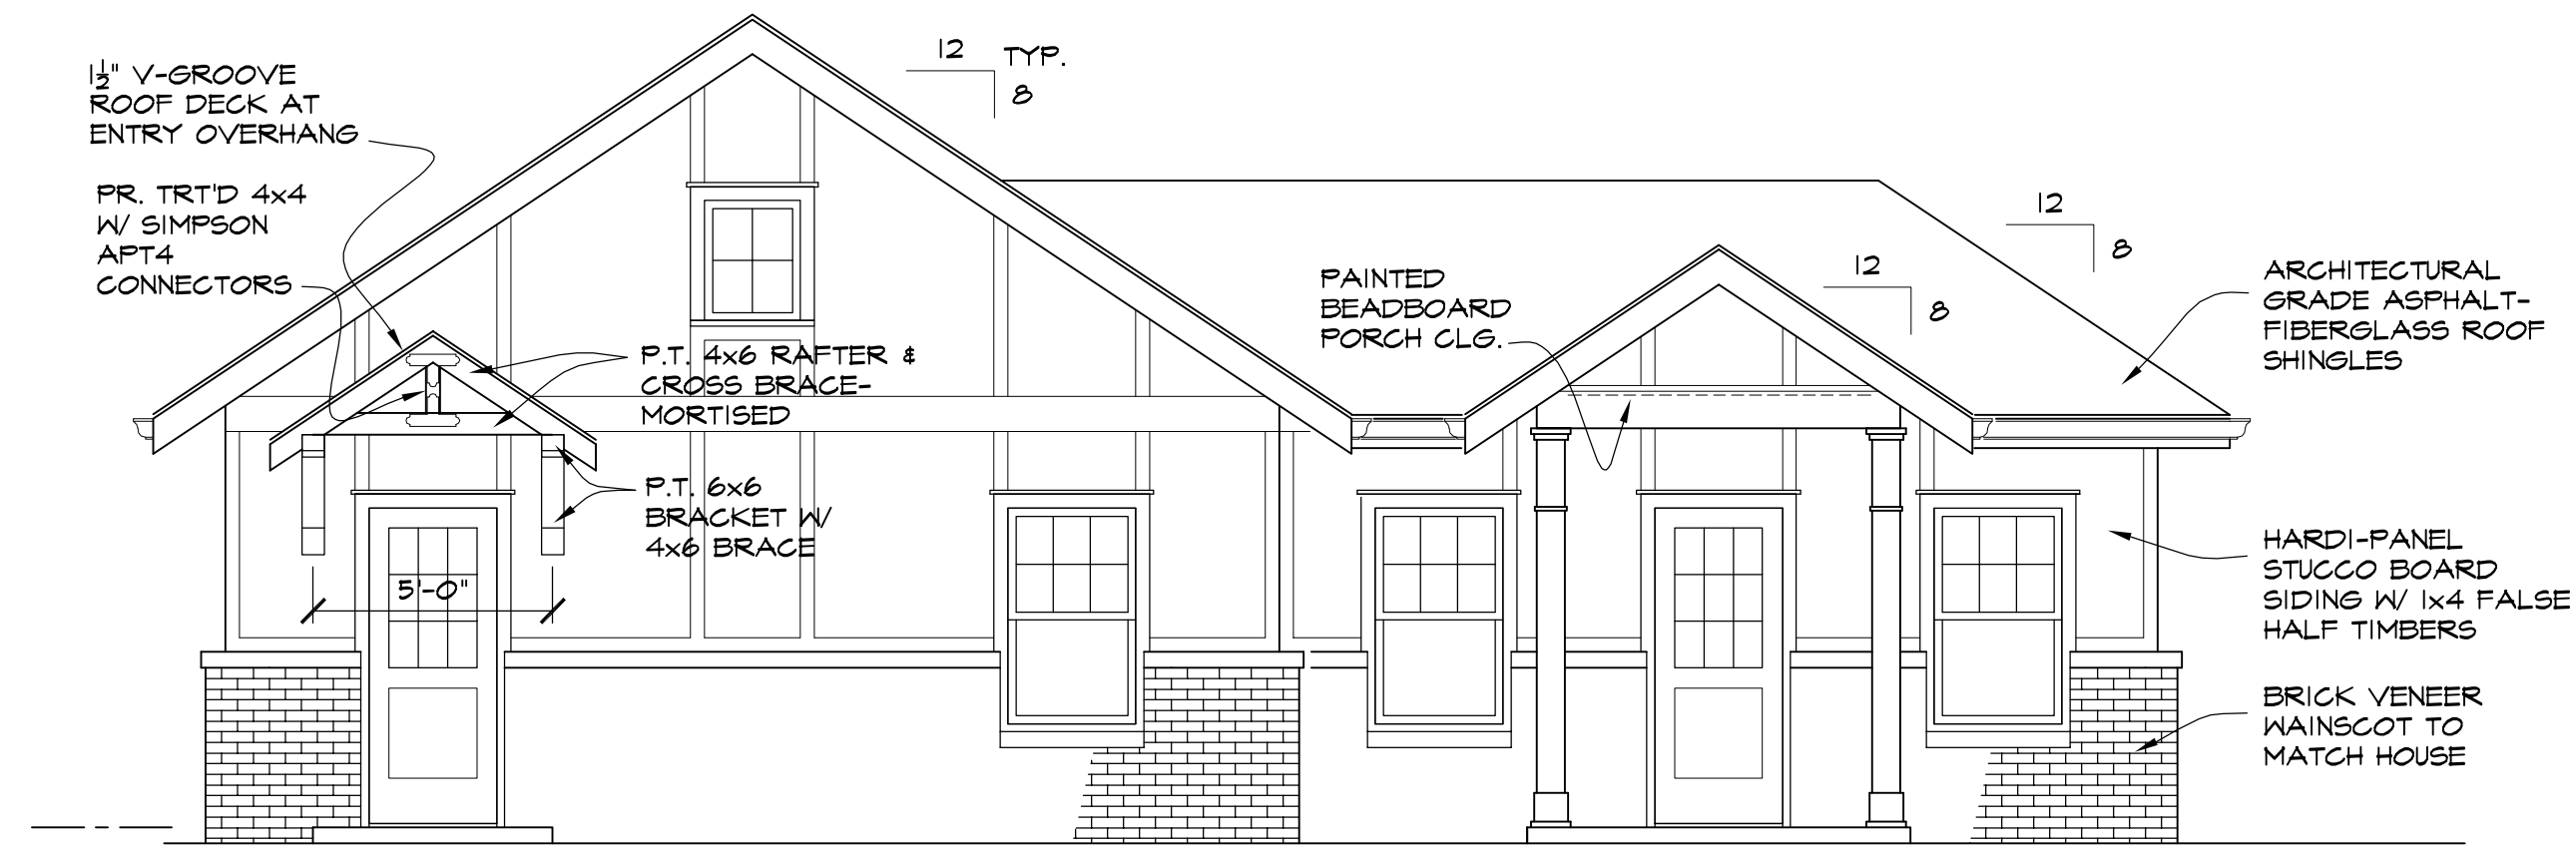 1½" V-GROOVE
ROOF DECK AT
ENTRY OVERHANG
PR. TRT'D 4x4
W/ SIMPSON
APT4
CONNECTORS
12 TYP.
8
P.T. 4x6 RAFTER &
CROSS BRACE-
MORTISED
P.T. 6x6
BRACKET W/
4x6 BRACE
5'-0"
PAINTED
BEADBOARD
PORCH CLG.
12
8
12
8
ARCHITECTURAL
GRADE ASPHALT-
FIBERGLASS ROOF
SHINGLES
HARDI-PANEL
STUCCO BOARD
SIDING W/ 1x4 FALSE
HALF TIMBERS
BRICK VENEER
WAINSCOT TO
MATCH HOUSE